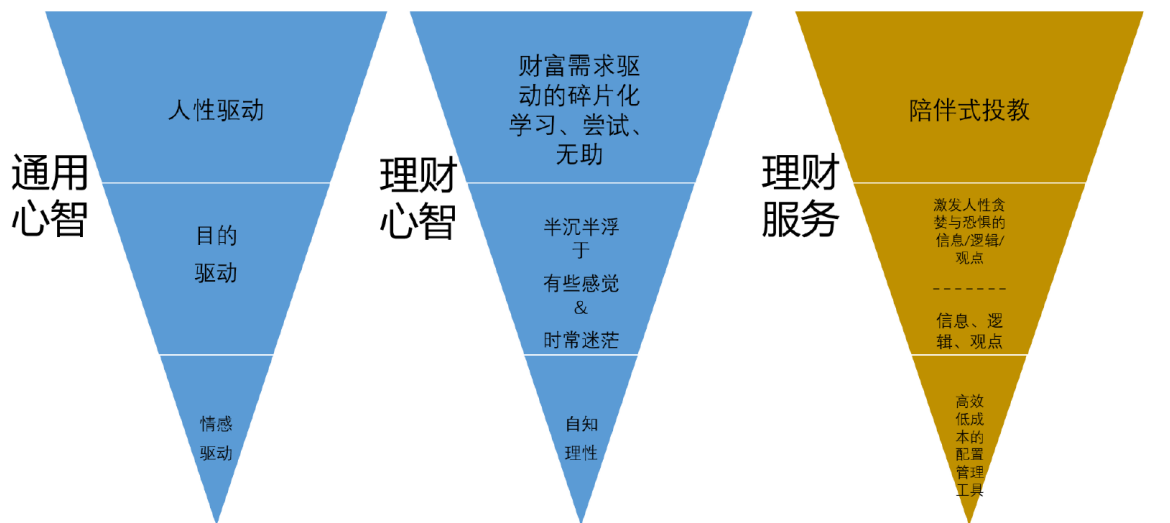 通用
心智
人性驱动
目的
驱动
情感
驱动
理财
心智
财富需求驱
动的碎片化
学习、尝试、
无助
半沉半浮
于
有些感觉
&
时常迷茫
自知
理性
理财
服务
陪伴式投教
激发人性贪
婪与恐惧的
信息/逻辑/
观点
-------
信息、逻
辑、观点
高效
低成
本的
配置
管理
工具